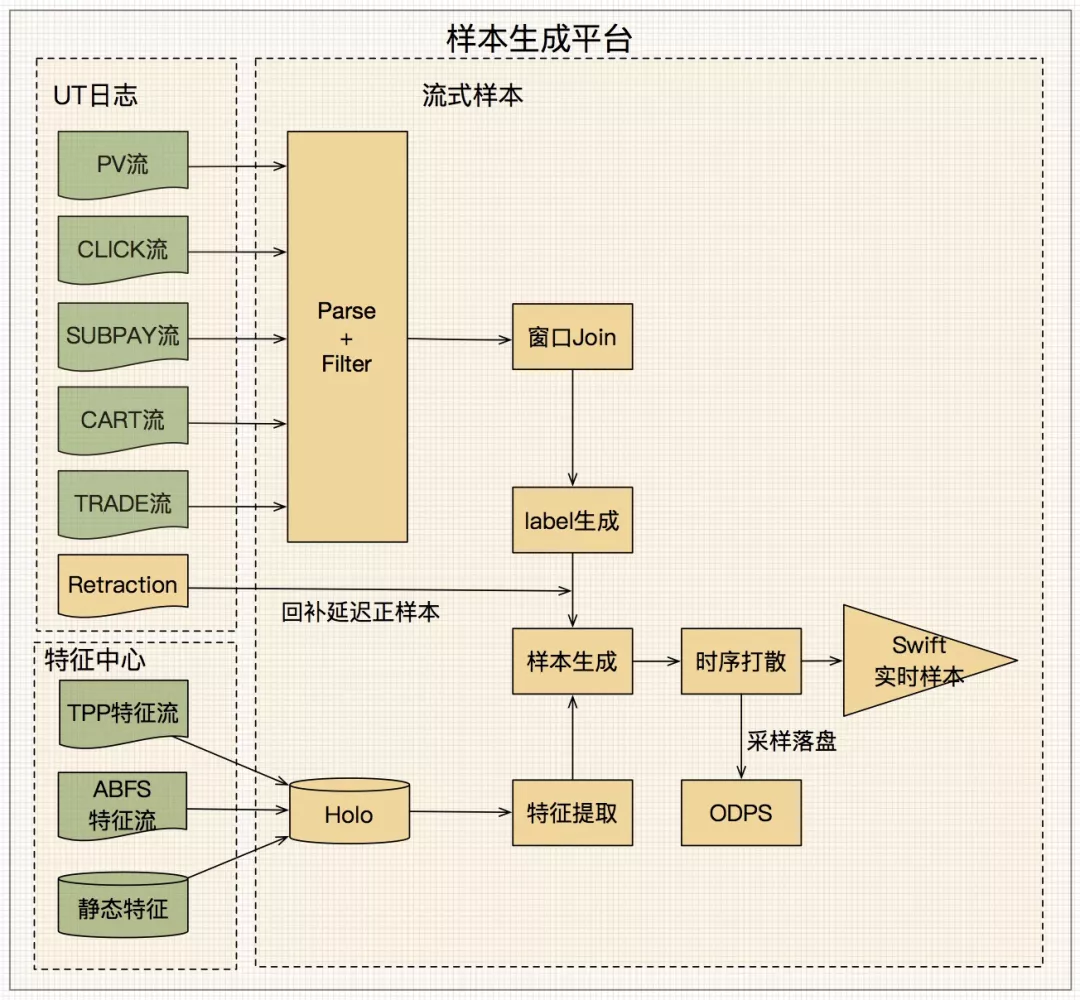 样本生成平台
UT日志
流式样本
PV流
CLICK流
SUBPAY流
CART流
TRADE流
Retraction
Parse
+
Filter
窗口Join
label生成
回补延迟正样本
样本生成
时序打散
Swift
实时样本
采样落盘
ODPS
特征中心
TPP特征流
ABFS
特征流
静态特征
Holo
特征提取